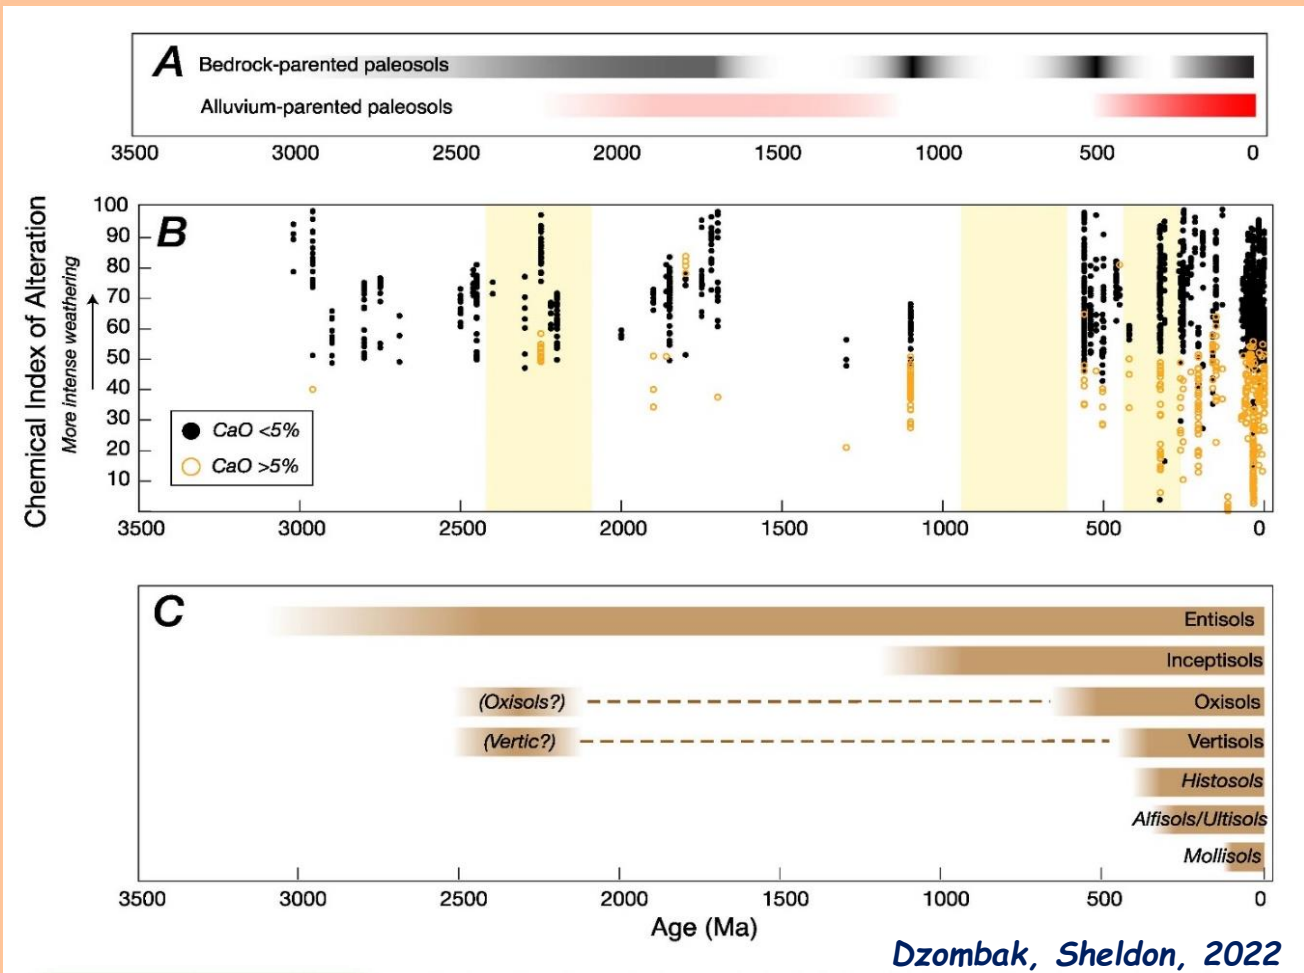 A Bedrock-parented paleosols
Alluvium-parented paleosols
3500 3000 2500 2000 1500 1000 500 0
Chemical Index of Alteration
More intense weathering
B
100
90
80
70
60
50
40
30
20
10
CaO <5%
CaO >5%
3500 3000 2500 2000 1500 1000 500 0
C
Entisols
Inceptisols
(Oxisols?) Oxisols
(Vertic?) Vertisols
Histosols
Alfisols/Ultisols
Mollisols
3500 3000 2500 2000 1500 1000 500 0
Age (Ma)
Dzombak, Sheldon, 2022